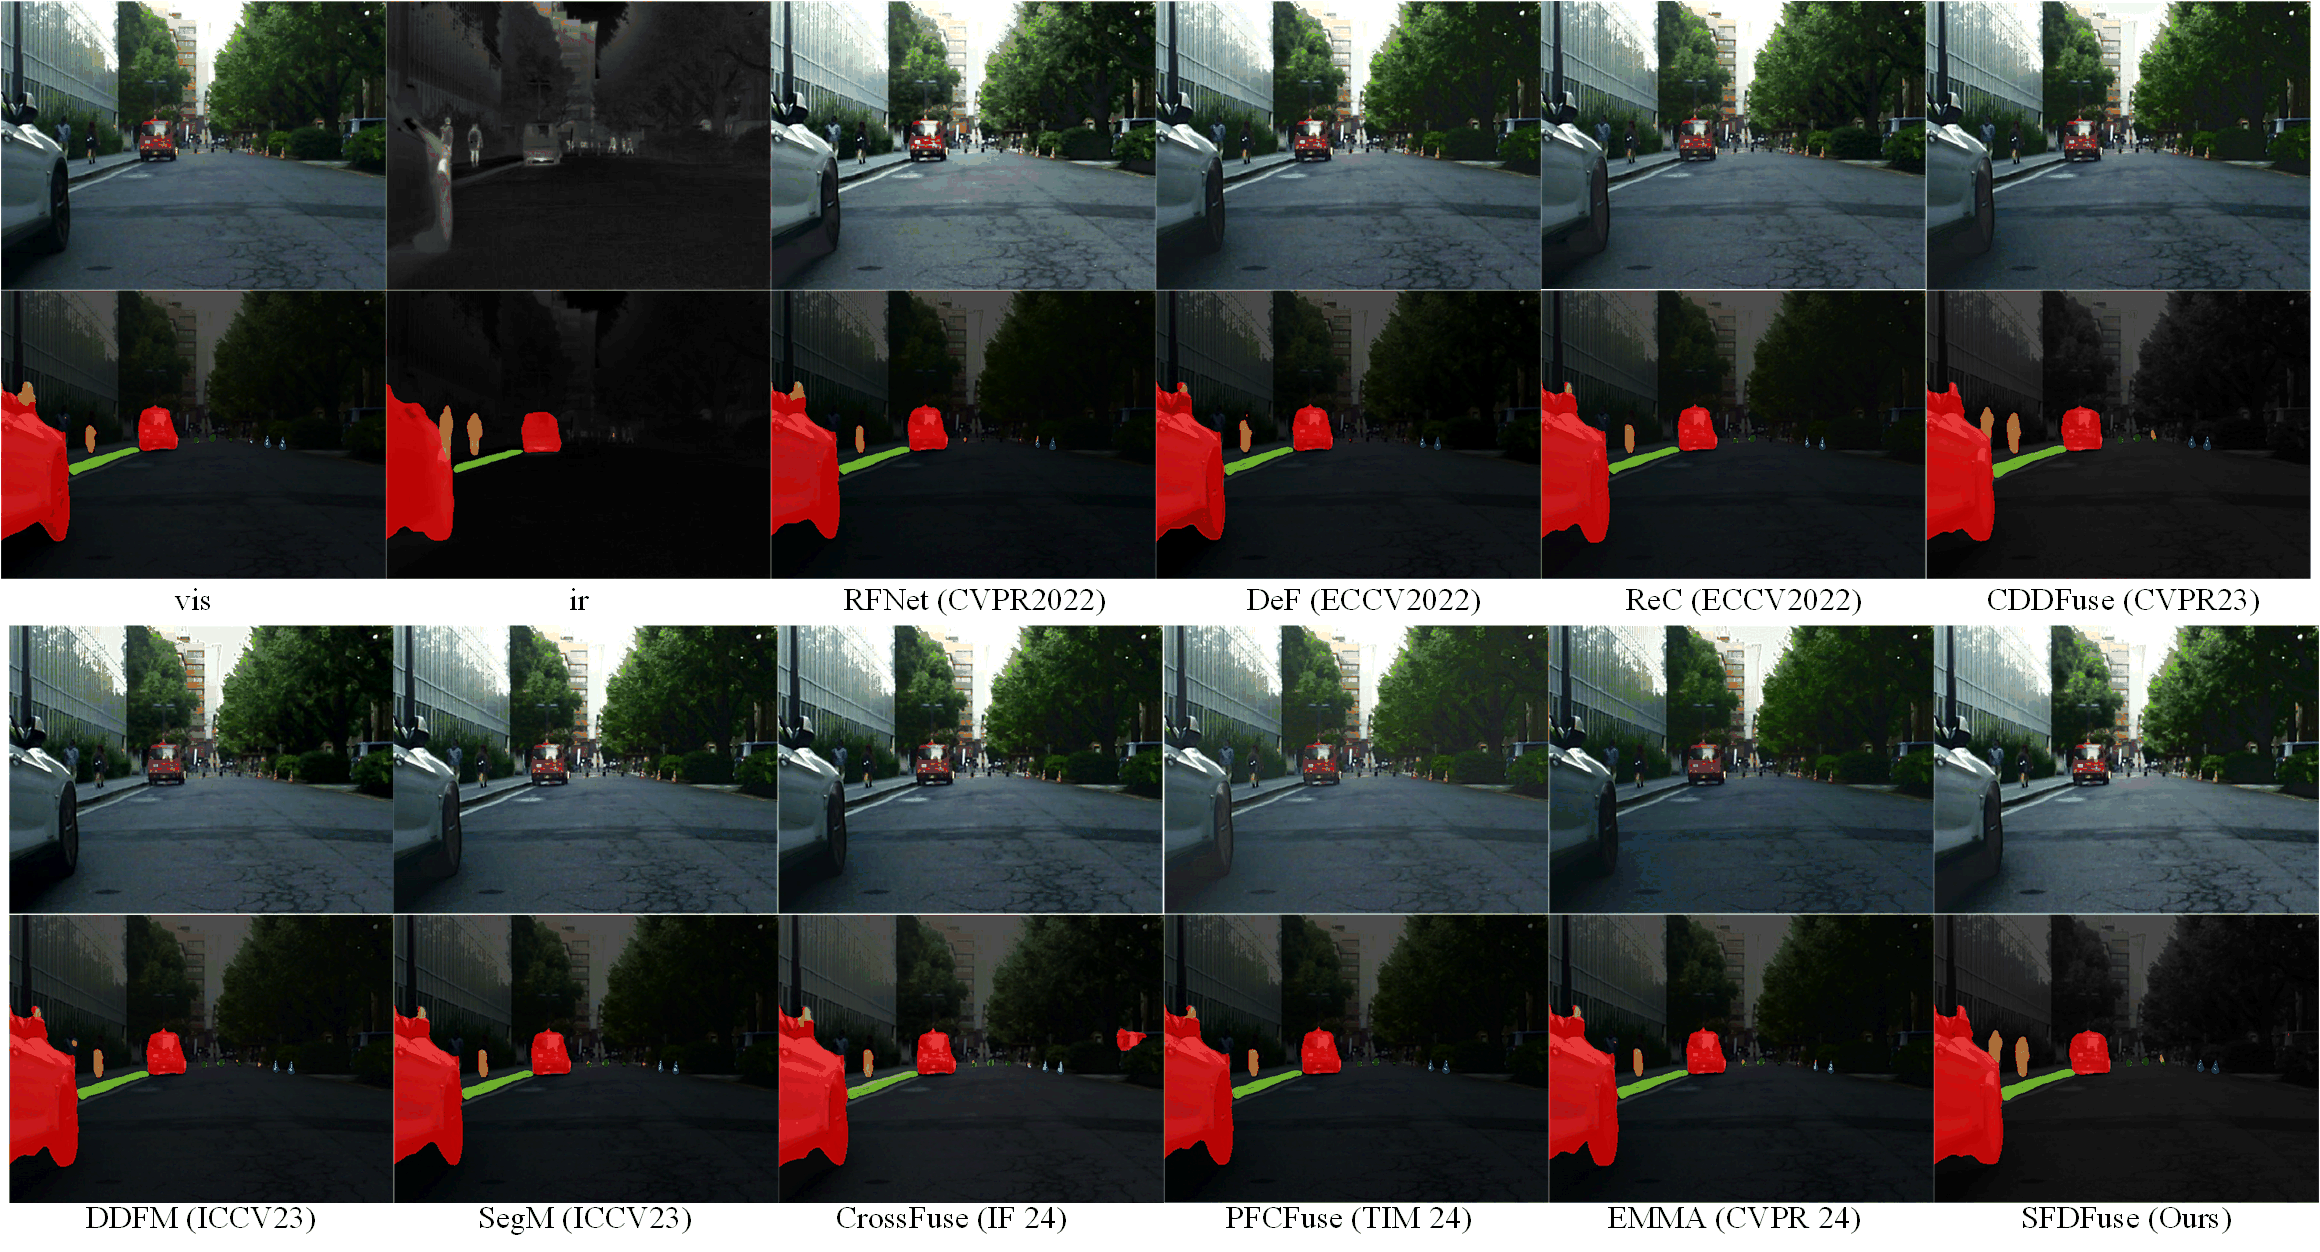 vis
ir
RFNet (CVPR2022)
DeF (ECCV2022)
ReC (ECCV2022)
CDDFuse (CVPR23)
DDFM (ICCV23)
SegM (ICCV23)
CrossFuse (IF 24)
PFCFuse (TIM 24)
EMMA (CVPR 24)
SFDFuse (Ours)